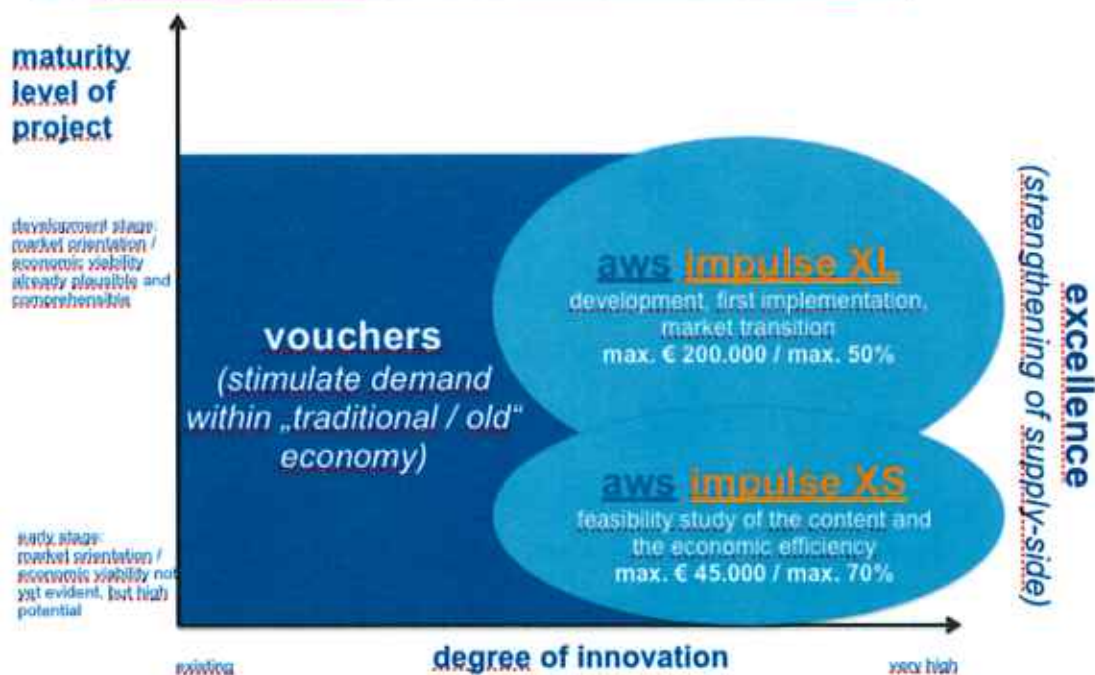 maturity
level of
project
development stage:
market orientation /
economic viability
already plausible and
comprehensible
early stage:
market orientation /
economic viability not
yet evident, but high
potential
vouchers
(stimulate demand
within „traditional / old“
economy)
aws impulse XL
development, first implementation,
market transition
max. € 200.000 / max. 50%
aws impulse XS
feasibility study of the content and
the economic efficiency
max. € 45.000 / max. 70%
excellence
(strengthening of supply-side)
existing
degree of innovation
very high